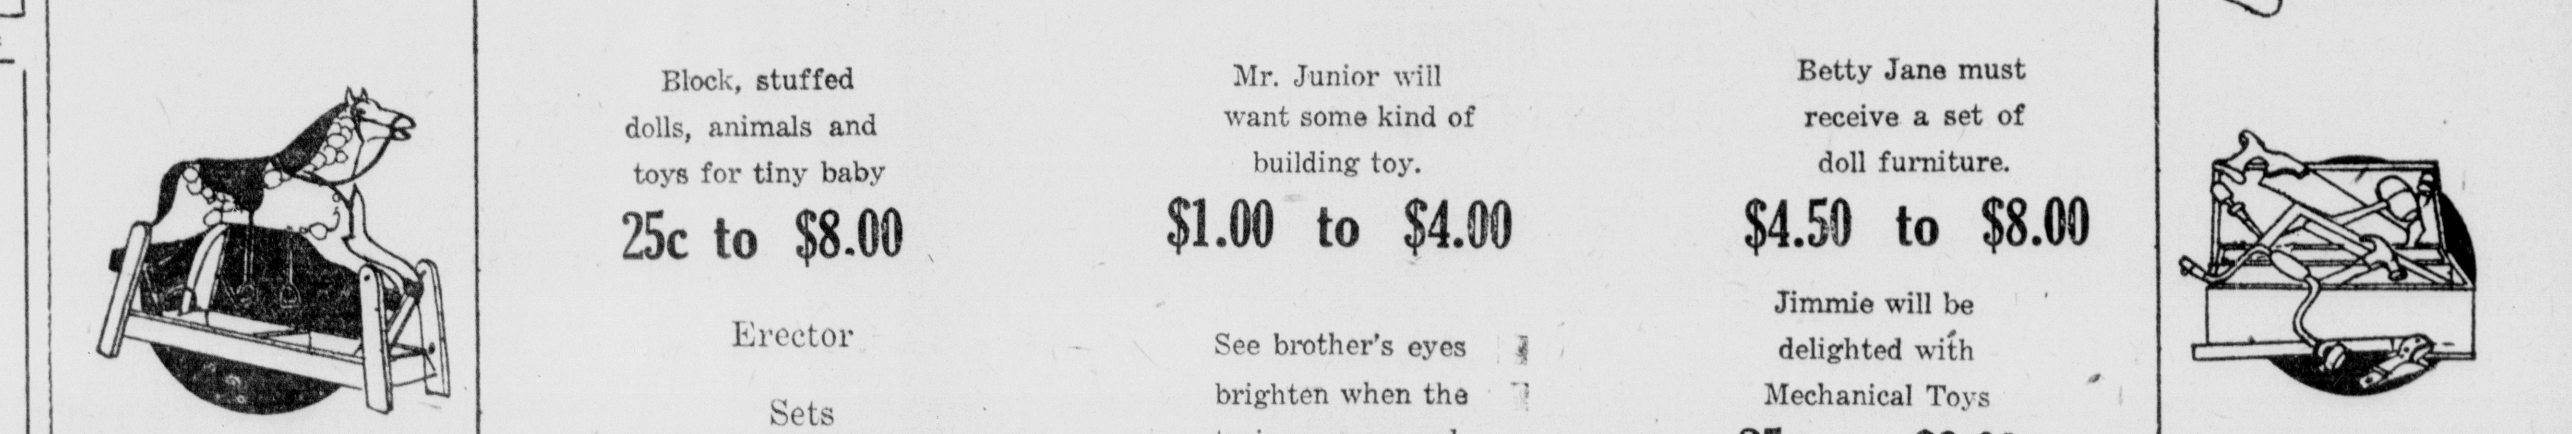 Block, stuffed
dolls, animals and
toys for tiny baby
25c to $8.00
Erector
Sets
Mr. Junior will
want some kind of
building toy.
$1.00 to $4.00
See brother's eyes
brighten when the
Betty Jane must
receive a set of
doll furniture.
$4.50 to $8.00
Jimmie will be
delighted with
Mechanical Toys